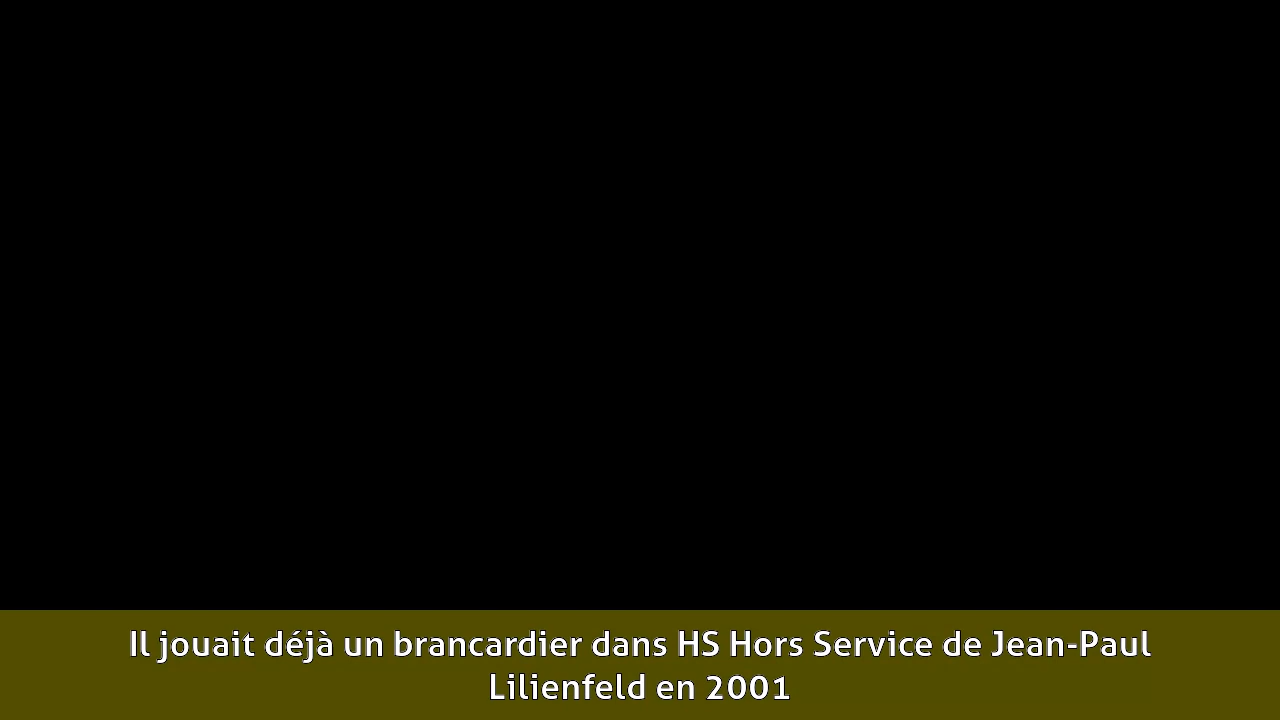 Il jouait déjà un brancardier dans HS Hors Service de Jean-Paul
Lilienfeld en 2001